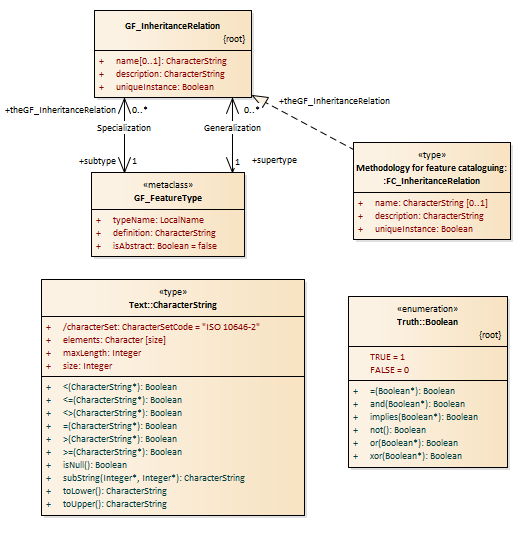 GF_InheritanceRelation
{root}
+ name[0..1]: CharacterString
+ description: CharacterString
+ uniqueInstance: Boolean
+theGF_InheritanceRelation
0..*
0..*
+theGF_InheritanceRelation
Specialization
Generalization
+subtype
1
1
+supertype
«metaclass»
GF_FeatureType
+ typeName: LocalName
+ definition: CharacterString
+ isAbstract: Boolean = false
«type»
Methodology for feature cataloguing:
:FC_InheritanceRelation
+ name: CharacterString [0..1]
+ description: CharacterString
+ uniqueInstance: Boolean
«type»
Text::CharacterString
+ /characterSet: CharacterSetCode = "ISO 10646-2"
+ elements: Character [size]
+ maxLength: Integer
+ size: Integer
+ <(CharacterString*): Boolean
+ <=(CharacterString*): Boolean
+ <>(CharacterString*): Boolean
+ =(CharacterString*): Boolean
+ >(CharacterString*): Boolean
+ >=(CharacterString*): Boolean
+ isNull(): Boolean
+ subString(Integer*, Integer*): CharacterString
+ toLower(): CharacterString
+ toUpper(): CharacterString
«enumeration»
Truth::Boolean
{root}
TRUE = 1
FALSE = 0
+ =(Boolean*): Boolean
+ and(Boolean*): Boolean
+ implies(Boolean*): Boolean
+ not(): Boolean
+ or(Boolean*): Boolean
+ xor(Boolean*): Boolean